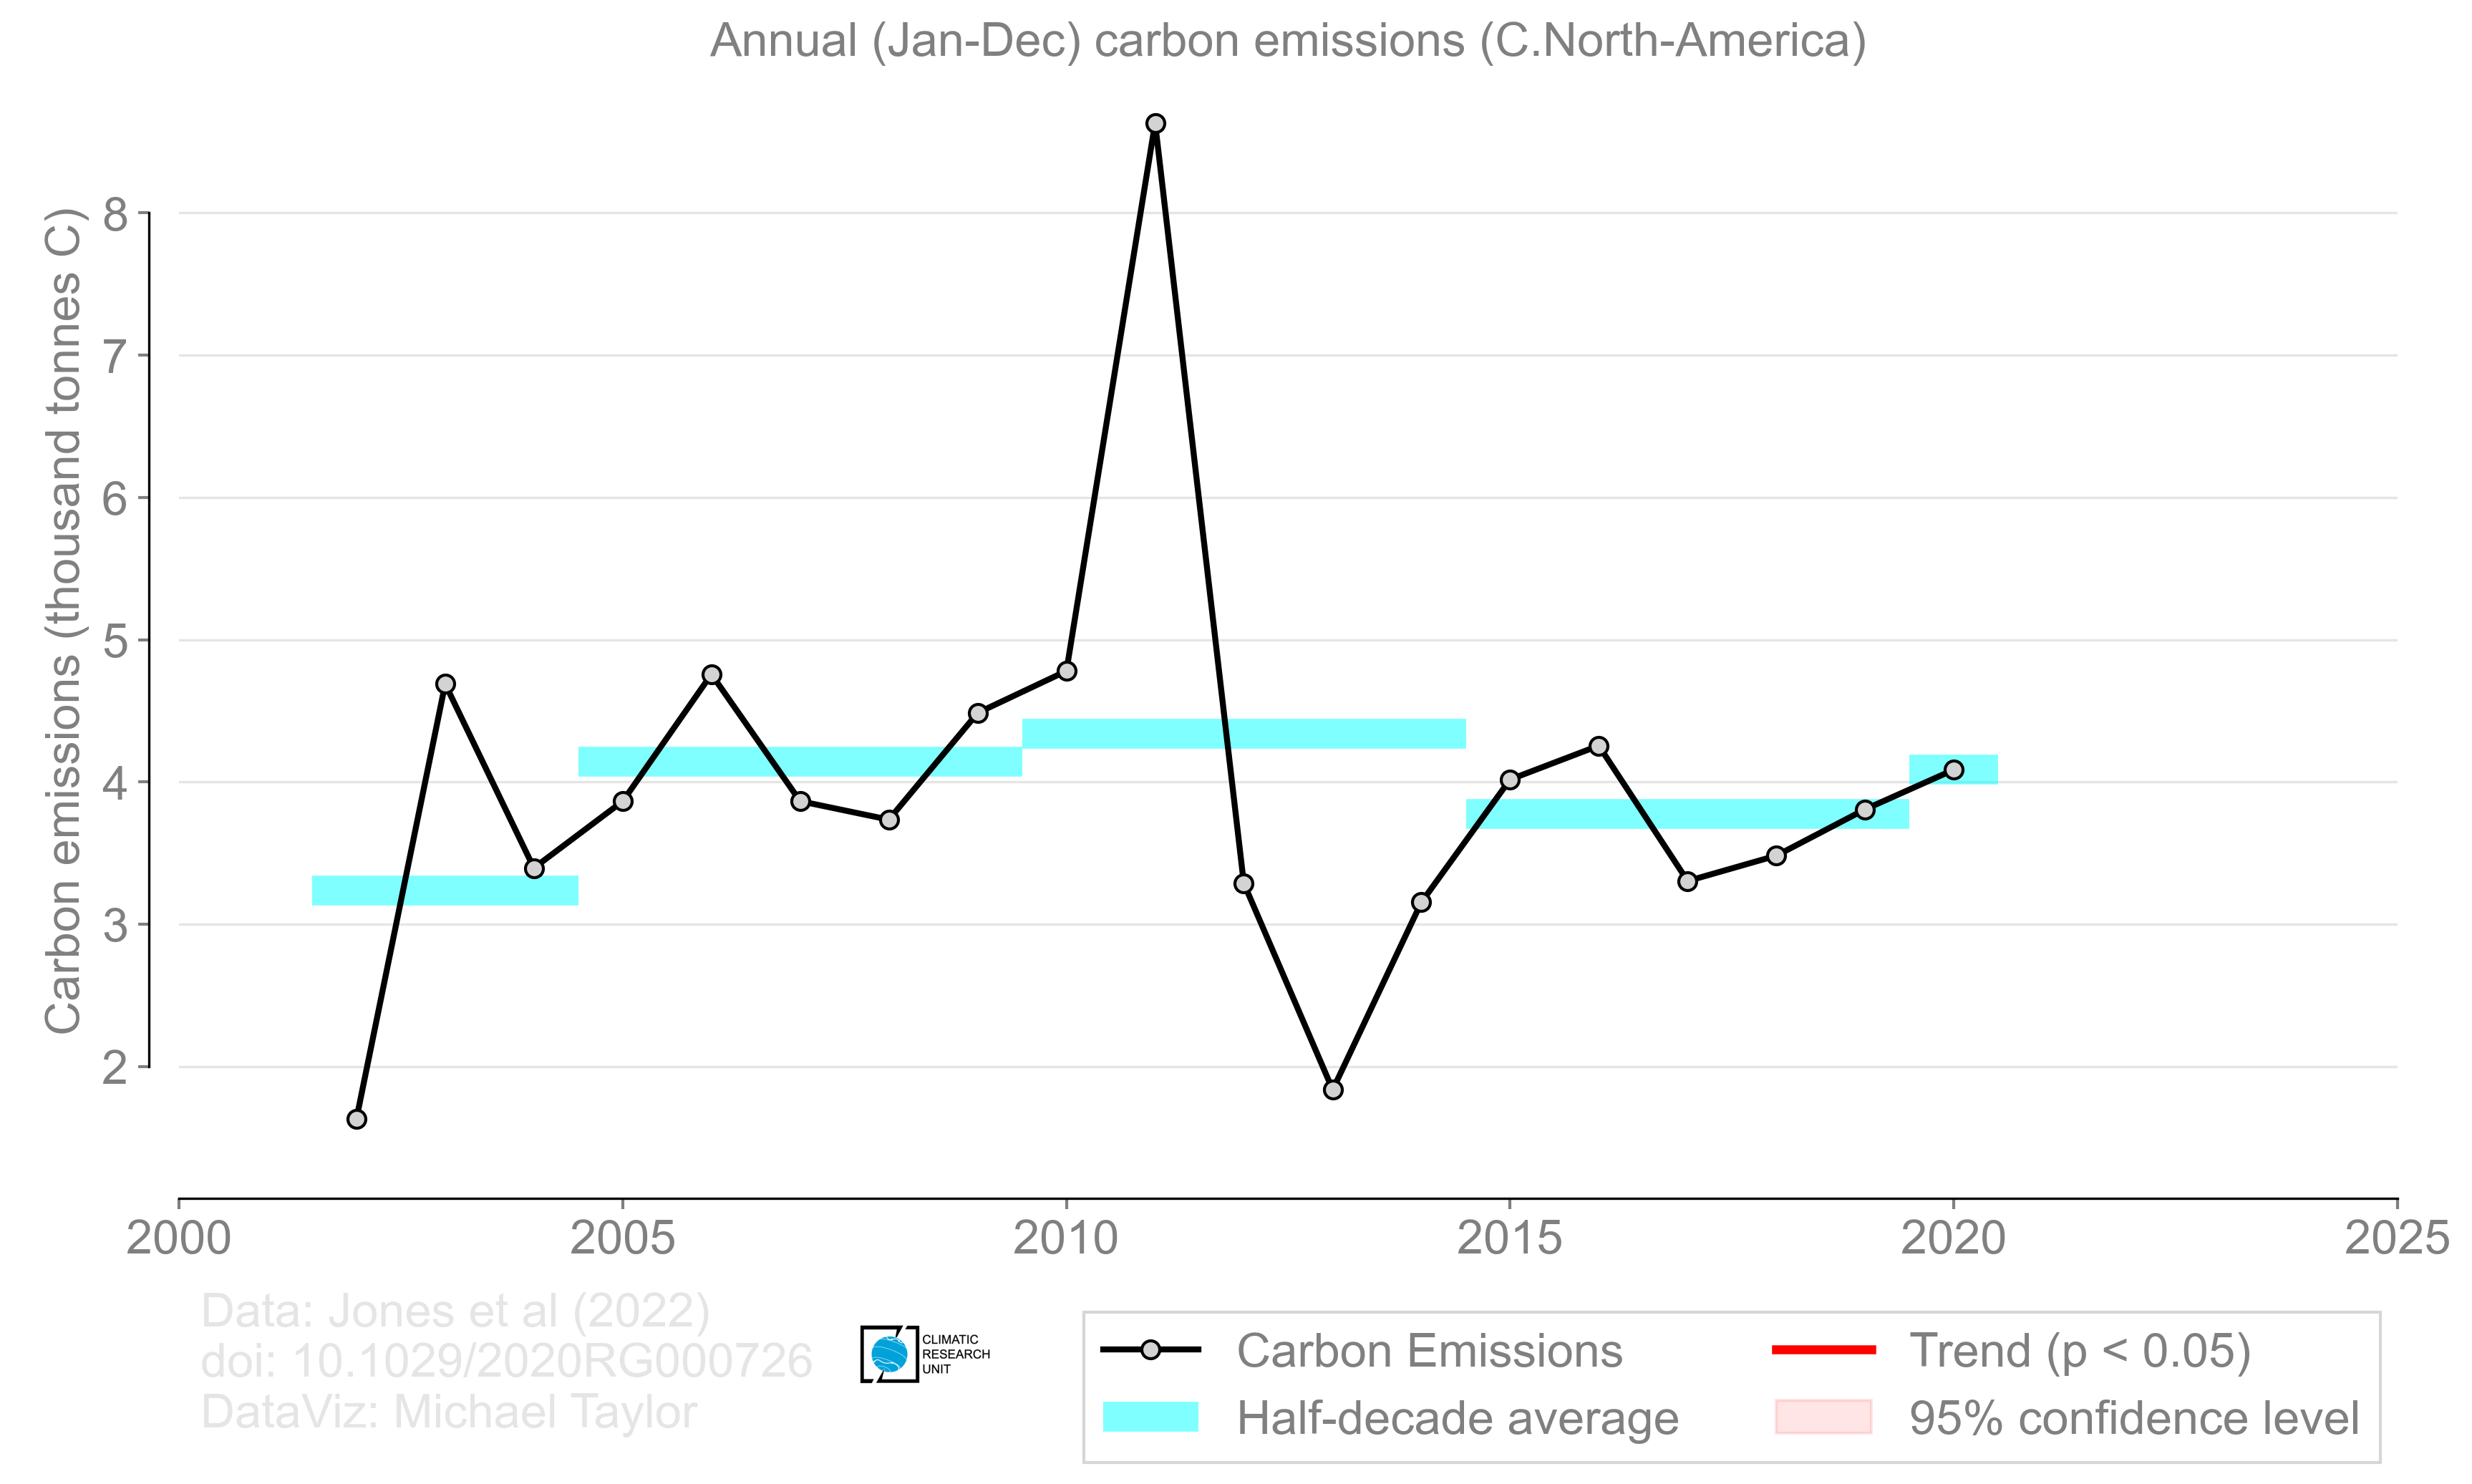 Annual (Jan-Dec) carbon emissions (C.North-America)
Carbon emissions (thousand tonnes C)
8
7
6
5
4
3
2
2000 2005 2010 2015 2020 2025
Data: Jones et al (2022)
doi: 10.1029/2020RG000726
DataViz: Michael Taylor
CLIMATIC
RESEARCH
UNIT
Carbon Emissions
Half-decade average
Trend (p < 0.05)
95% confidence level